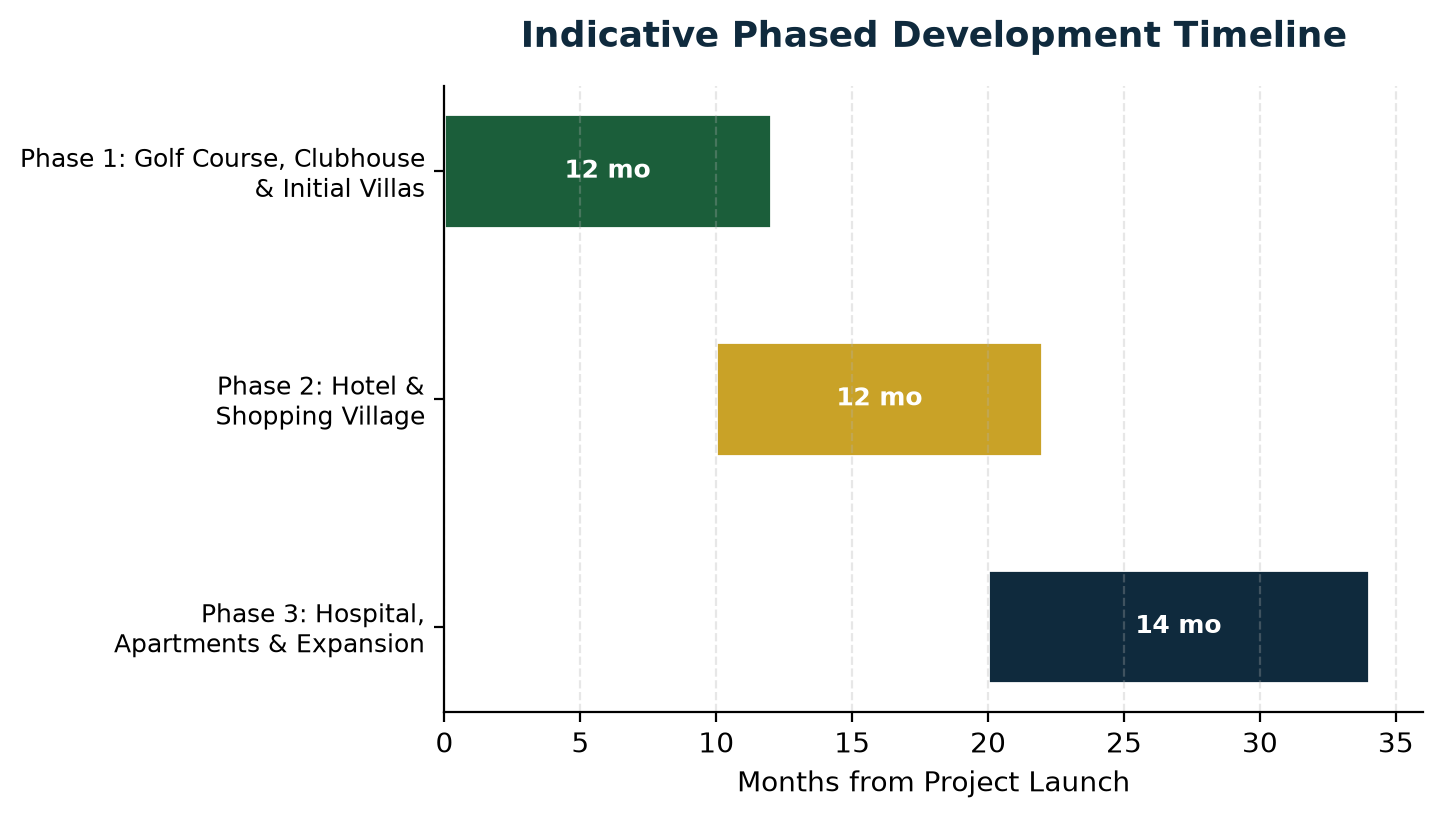 Indicative Phased Development Timeline
Phase 1: Golf Course, Clubhouse
& Initial Villas
12 mo
Phase 2: Hotel &
Shopping Village
12 mo
Phase 3: Hospital,
Apartments & Expansion
14 mo
0 5 10 15 20 25 30 35
Months from Project Launch